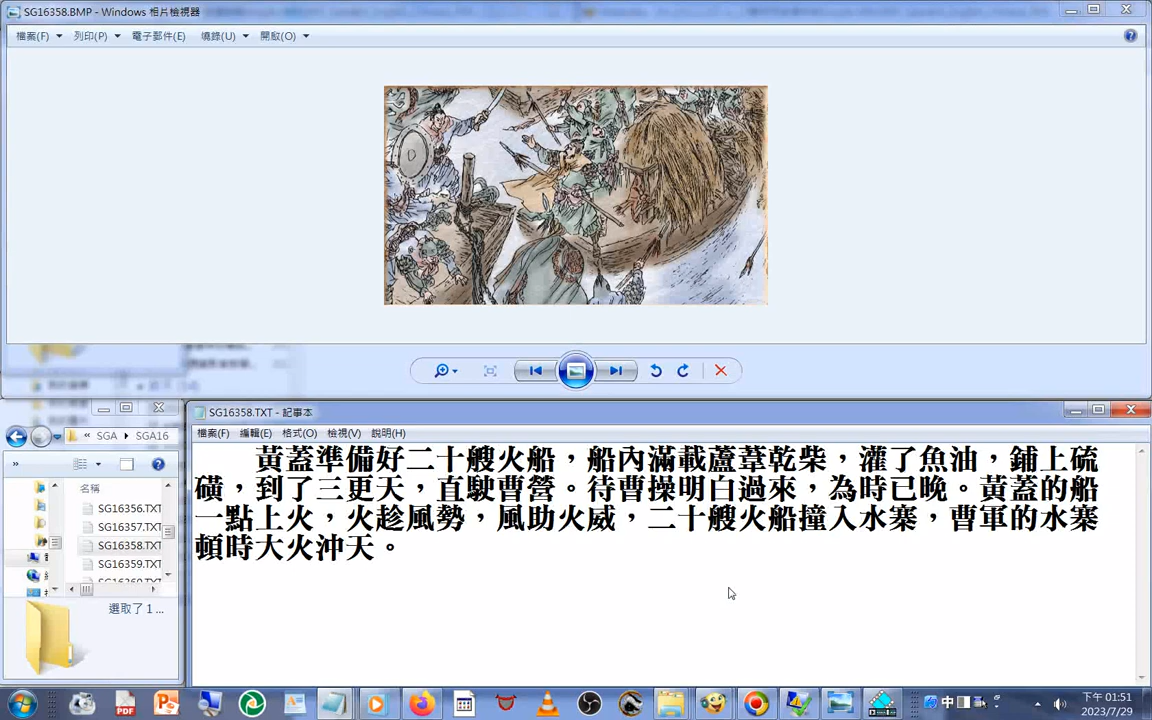 SG16358.BMP - Windows 相片檢視器
檔案(F) 列印(P) 電子郵件(E) 燒錄(U) 開啟(O)
SG16358.TXT - 記事本
檔案(F) 編輯(E) 格式(O) 檢視(V) 說明(H)
黃蓋準備好二十艘火船，船內滿載蘆葦乾柴，灌了魚油，鋪上硫
磺，到了三更天，直駛曹營。待曹操明白過來，為時已晚。黃蓋的船
一點上火，火趁風勢，風助火威，二十艘火船撞入水寨，曹軍的水寨
頓時大火沖天。
« SGA SGA16
»
名稱
SG16356.TXT
SG16357.TXT
SG16358.TXT
SG16359.TXT
SG16360.TXT
選取了 1 ...
PDF
中
下午 01:51
2023/7/29